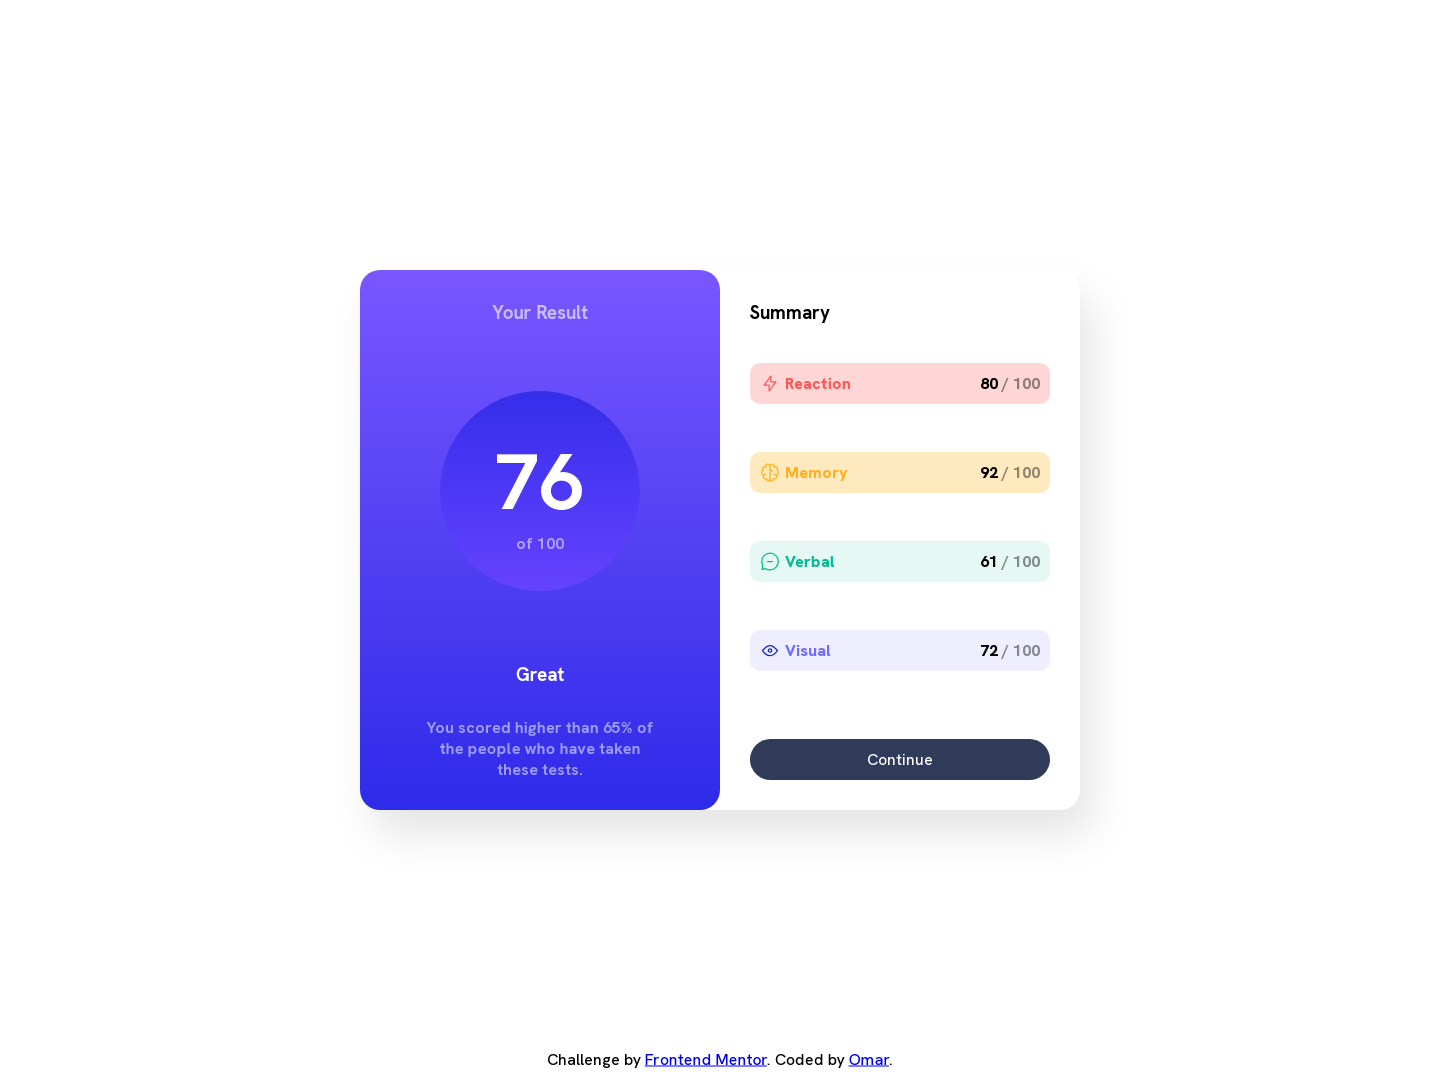 Your Result
76
of 100
Great
You scored higher than 65% of
the people who have taken
these tests.
Summary
Reaction 80 / 100
Memory 92 / 100
Verbal 61 / 100
Visual 72 / 100
Continue
Challenge by Frontend Mentor. Coded by Omar.